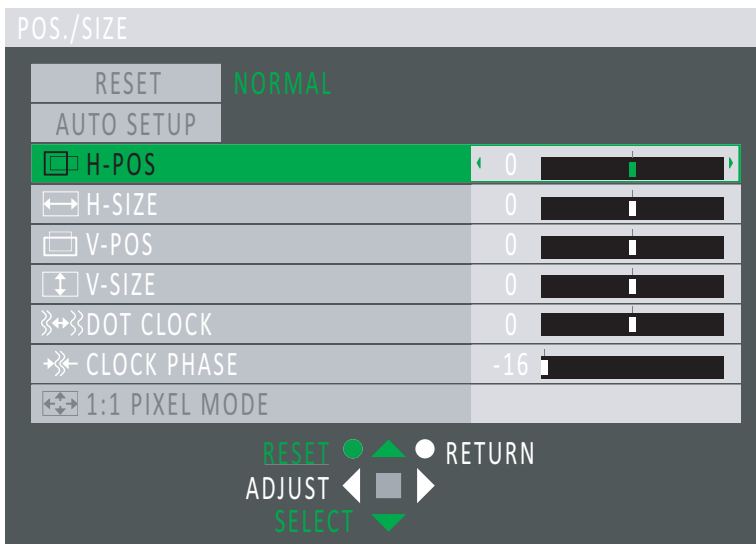 POS./SIZE
RESET NORMAL
AUTO SETUP
H-POS 0
H-SIZE 0
V-POS 0
V-SIZE 0
DOT CLOCK 0
CLOCK PHASE -16
1:1 PIXEL MODE
RESET RETURN
ADJUST
SELECT